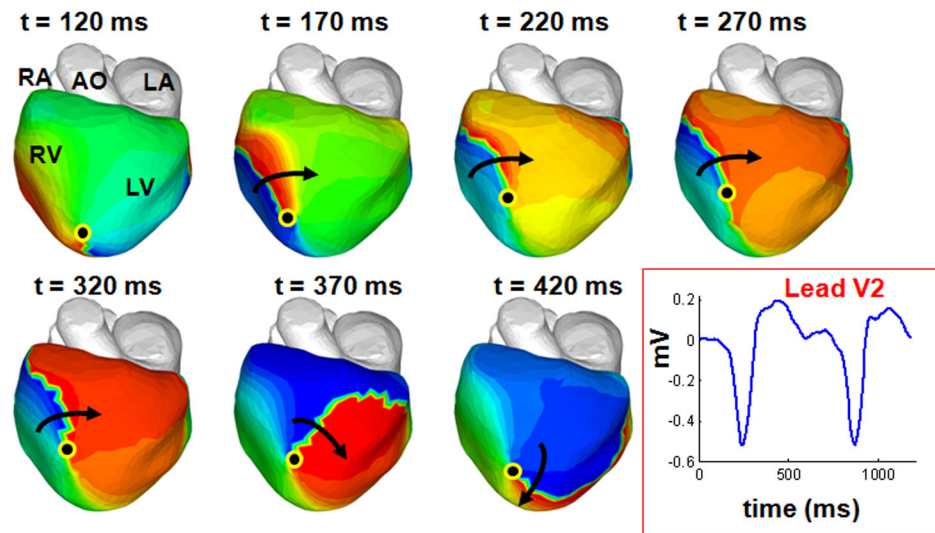 t = 120 ms
t = 170 ms
t = 220 ms
t = 270 ms
RA
AO
LA
RV
LV
t = 320 ms
t = 370 ms
t = 420 ms
Lead V2
mV
0.2
0
-0.2
-0.4
-0.6
0
500
1000
time (ms)